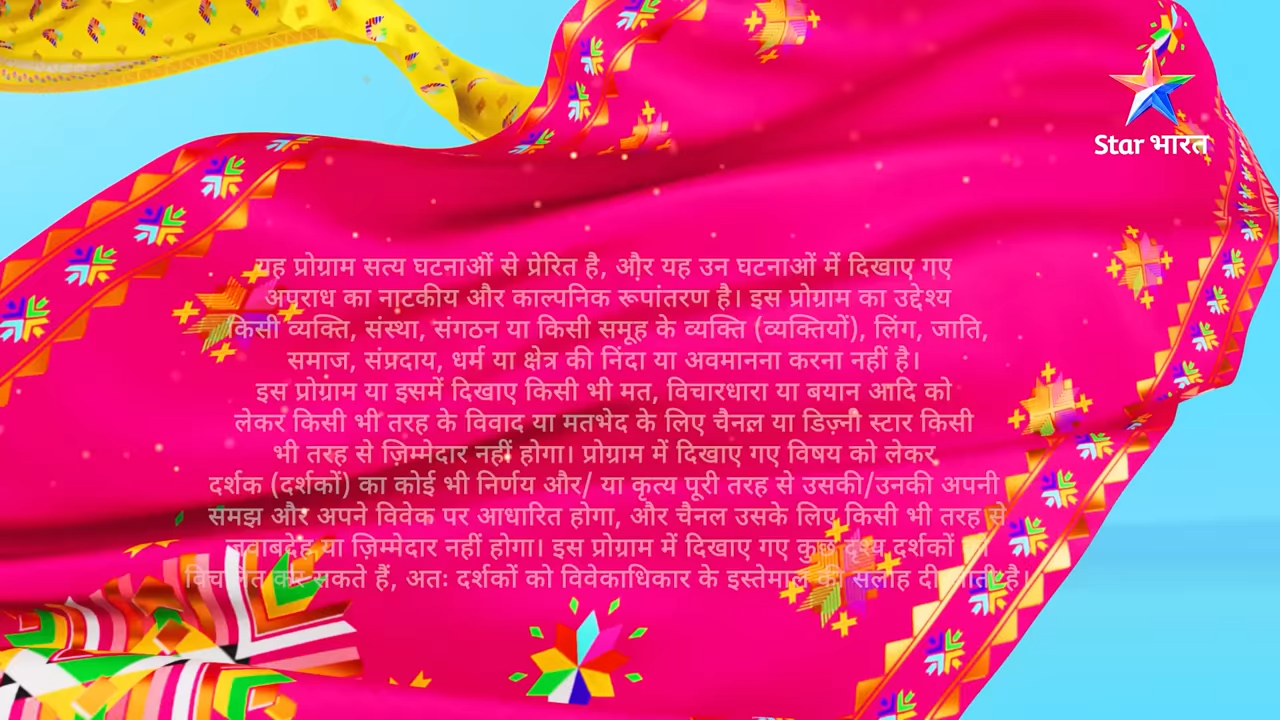 Star भारत
यह प्रोग्राम सत्य घटनाओं से प्रेरित है, और यह उन घटनाओं में दिखाए गए
अपराध का नाटकीय और काल्पनिक रूपांतरण है। इस प्रोग्राम का उद्देश्य
किसी व्यक्ति, संस्था, संगठन या किसी समूह के व्यक्ति (व्यक्तियों), लिंग, जाति,
समाज, संप्रदाय, धर्म या क्षेत्र की निंदा या अवमानना करना नहीं है।
इस प्रोग्राम या इसमें दिखाए किसी भी मत, विचारधारा या बयान आदि को
लेकर किसी भी तरह के विवाद या मतभेद के लिए चैनल या डिज़्नी स्टार किसी
भी तरह से ज़िम्मेदार नहीं होगा। प्रोग्राम में दिखाए गए विषय को लेकर
दर्शक (दर्शकों) का कोई भी निर्णय और/ या कृत्य पूरी तरह से उसकी/उनकी अपनी
समझ और अपने विवेक पर आधारित होगा, और चैनल उसके लिए किसी भी तरह से
जवाबदेह या ज़िम्मेदार नहीं होगा। इस प्रोग्राम में दिखाए गए कुछ दृश्य दर्शकों
विचलित कर सकते हैं, अतः दर्शकों को विवेकाधिकार के इस्तेमाल की सलाह दी जाती है।